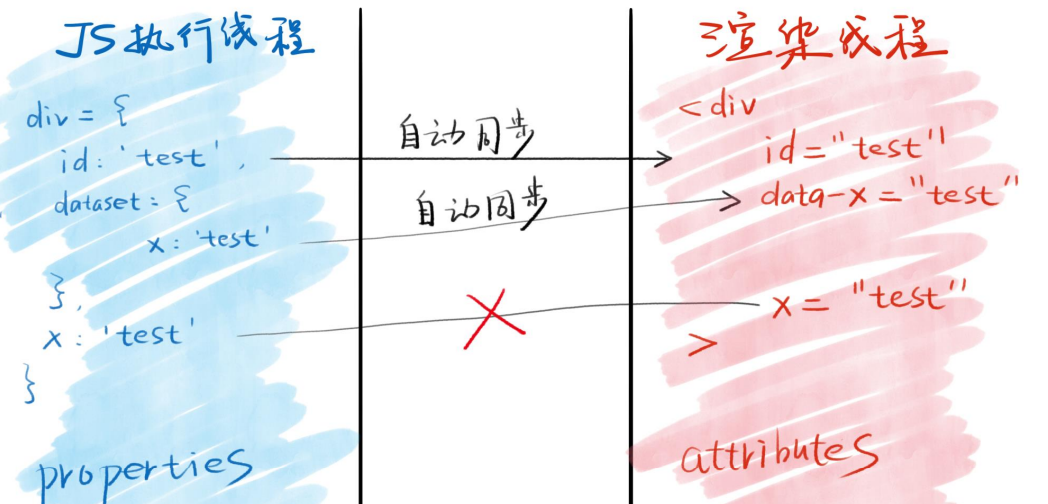 JS执行线程
div = {
id: 'test',
dataset: {
x: 'test'
},
x: 'test'
}
properties
自动同步
自动同步
渲染线程
<div
id="test"
data-x="test"
x="test"
>
attributes